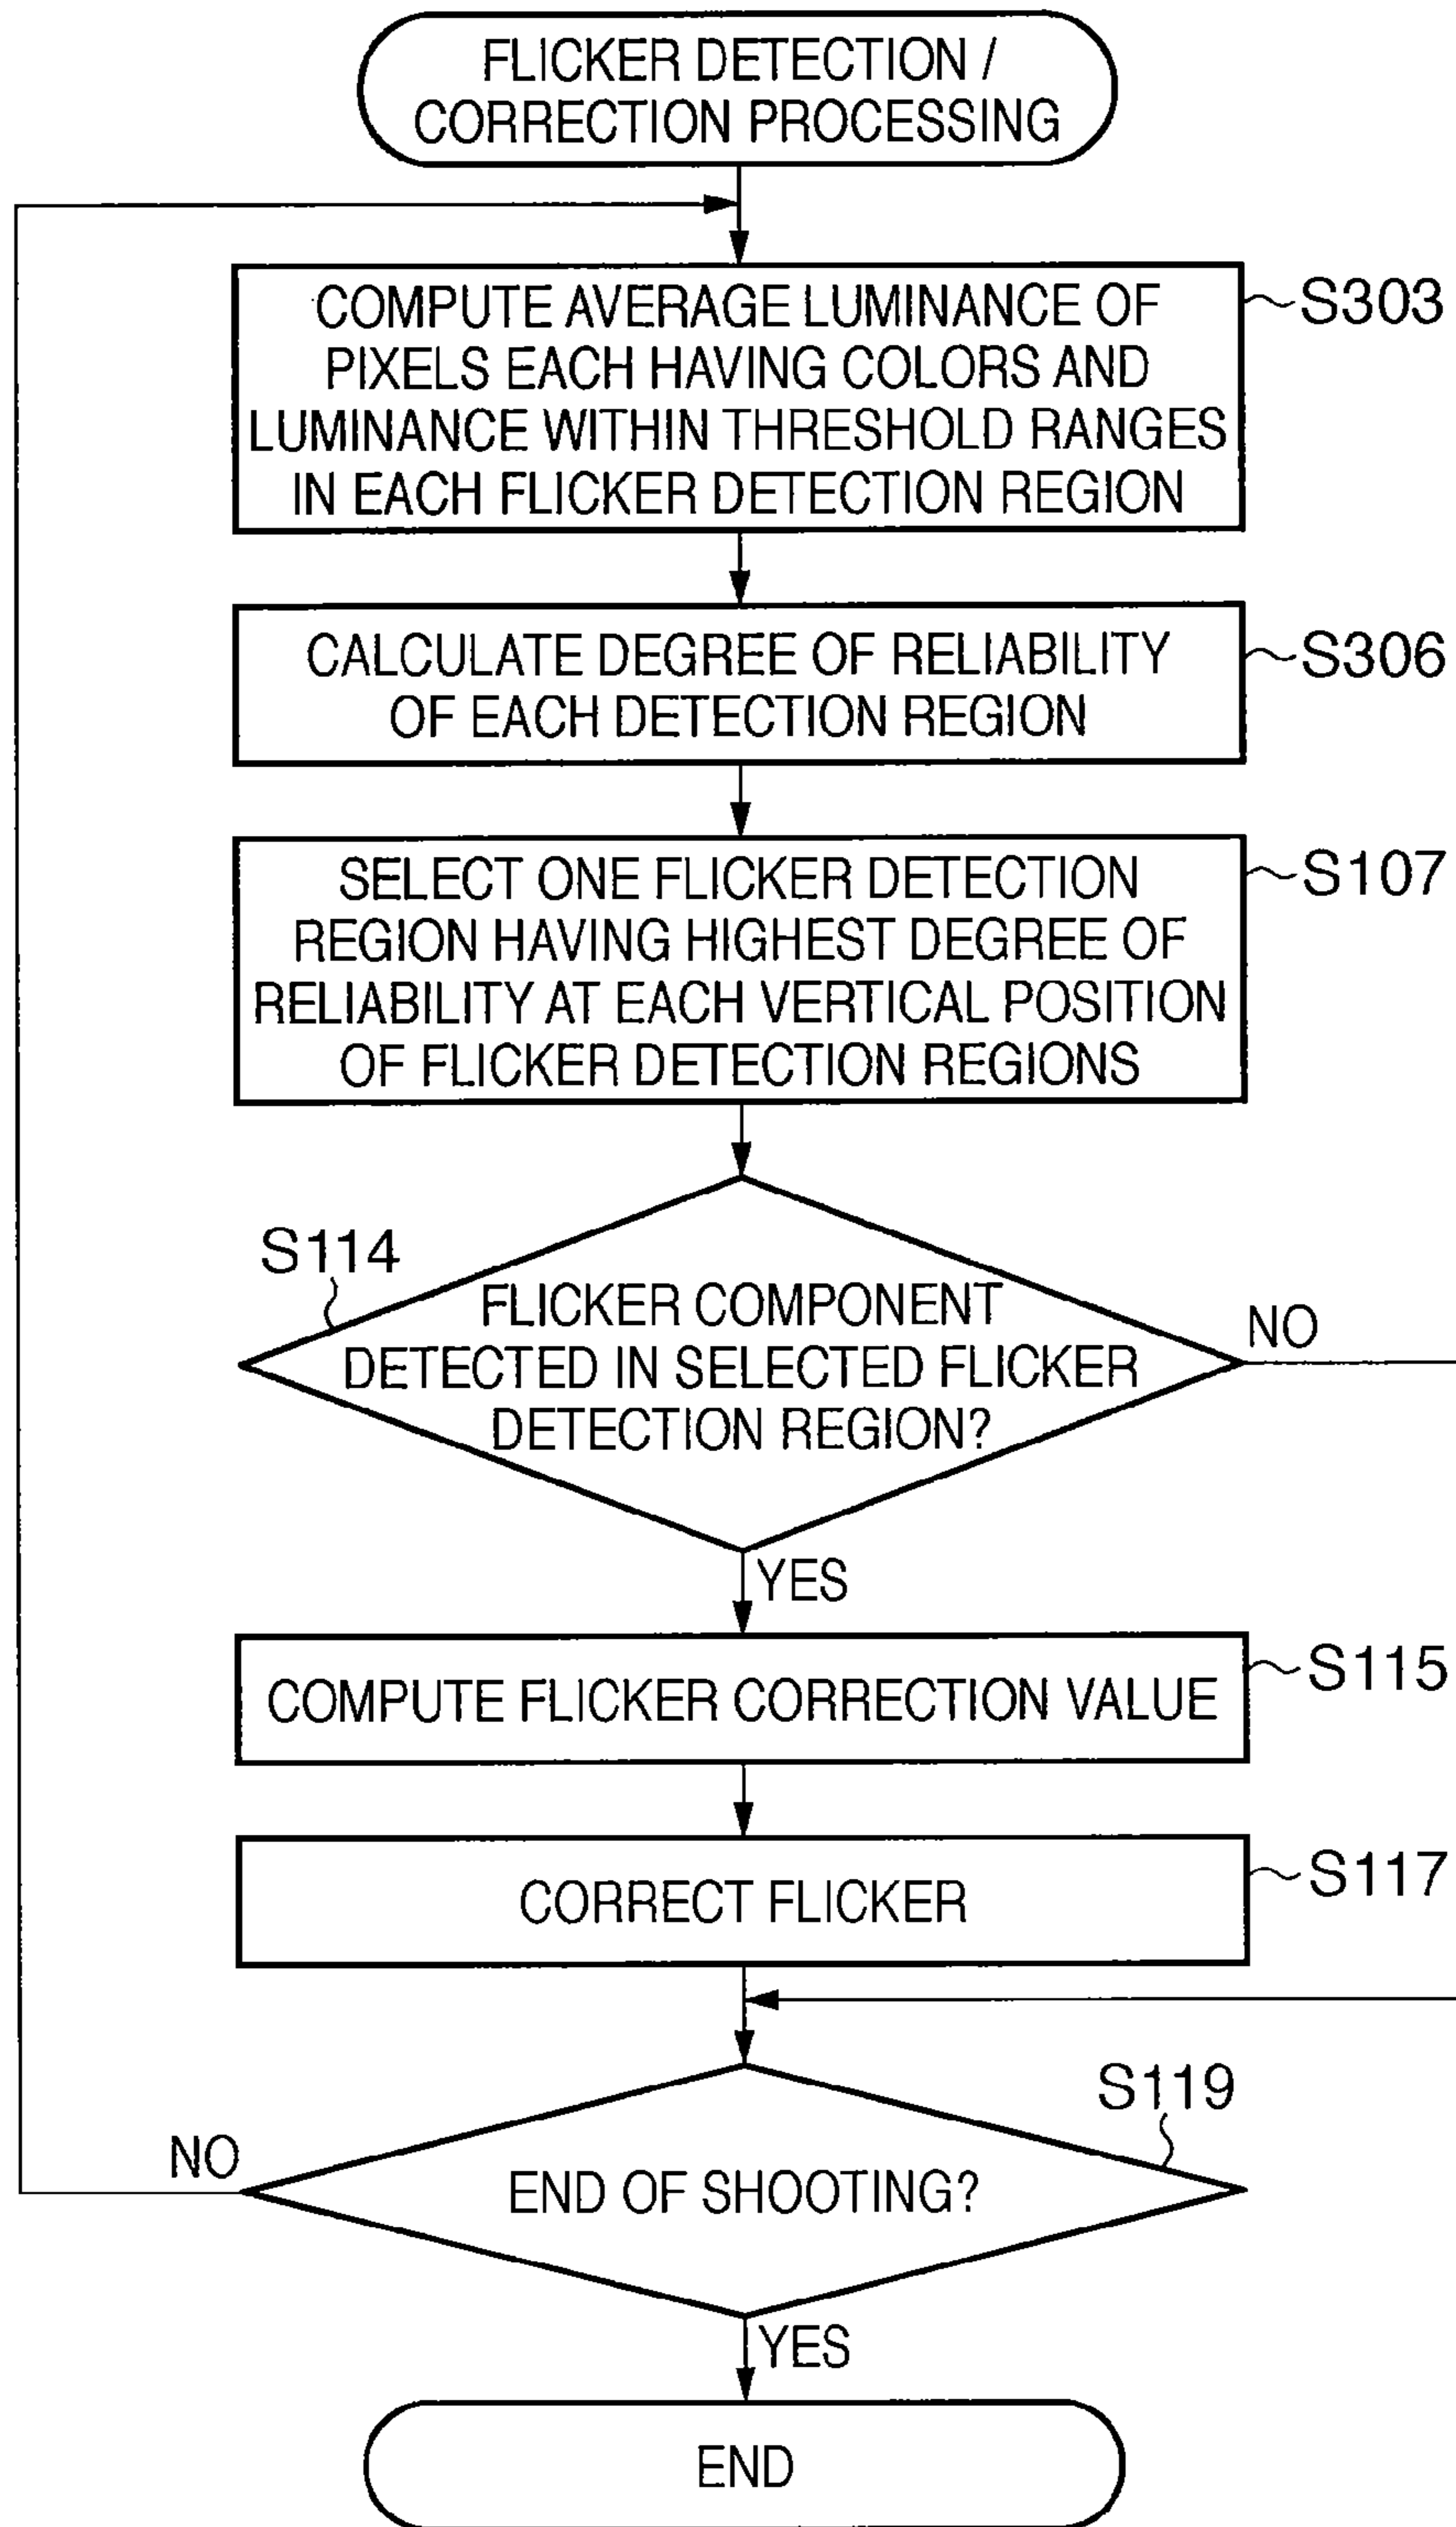 FLICKER DETECTION /
CORRECTION PROCESSING
COMPUTE AVERAGE LUMINANCE OF
PIXELS EACH HAVING COLORS AND
LUMINANCE WITHIN THRESHOLD RANGES
IN EACH FLICKER DETECTION REGION
S303
CALCULATE DEGREE OF RELIABILITY
OF EACH DETECTION REGION
S306
SELECT ONE FLICKER DETECTION
REGION HAVING HIGHEST DEGREE OF
RELIABILITY AT EACH VERTICAL POSITION
OF FLICKER DETECTION REGIONS
S107
S114
FLICKER COMPONENT
DETECTED IN SELECTED FLICKER
DETECTION REGION?
NO
YES
COMPUTE FLICKER CORRECTION VALUE
S115
CORRECT FLICKER
S117
S119
END OF SHOOTING?
NO
YES
END